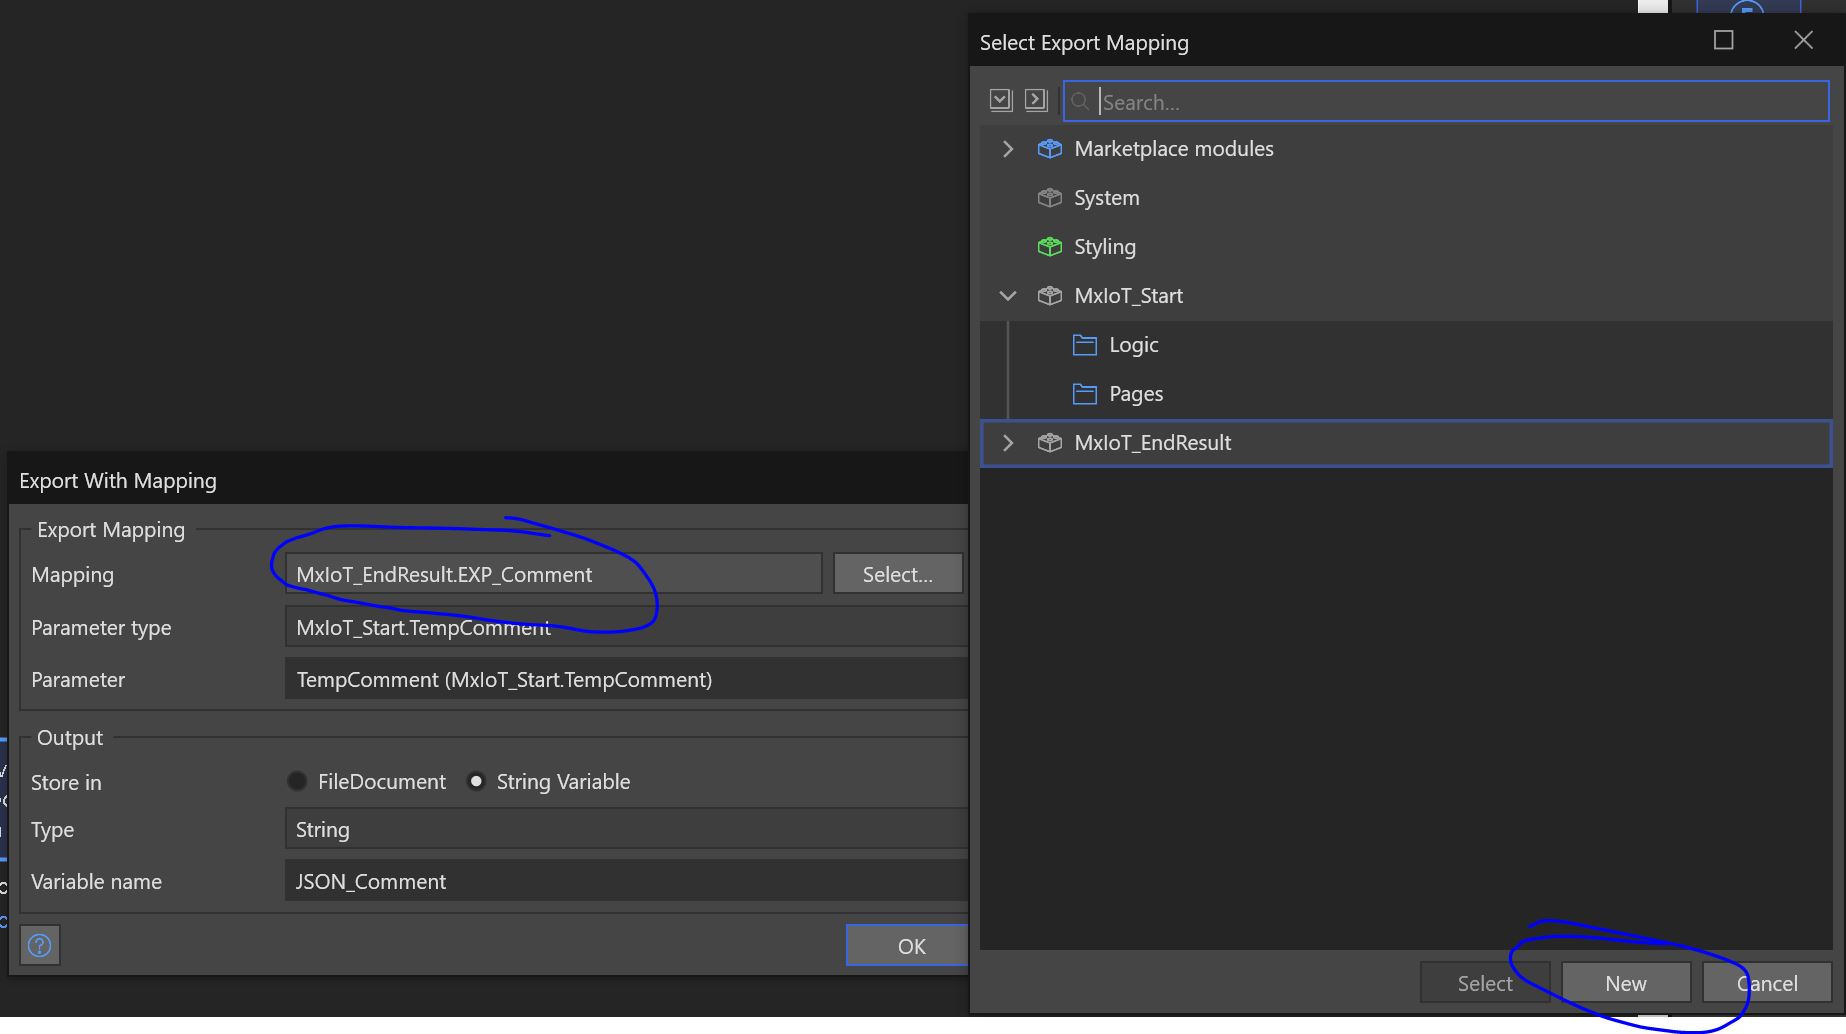 Select Export Mapping
Search...
Marketplace modules
System
Styling
MxIoT_Start
Logic
Pages
MxIoT_EndResult
Select
New
Cancel
Export With Mapping
Export Mapping
Mapping
MxIoT_EndResult.EXP_Comment
Select...
Parameter type
MxIoT_Start.TempComment
Parameter
TempComment (MxIoT_Start.TempComment)
Output
Store in
FileDocument
String Variable
Type
String
Variable name
JSON_Comment
?
OK